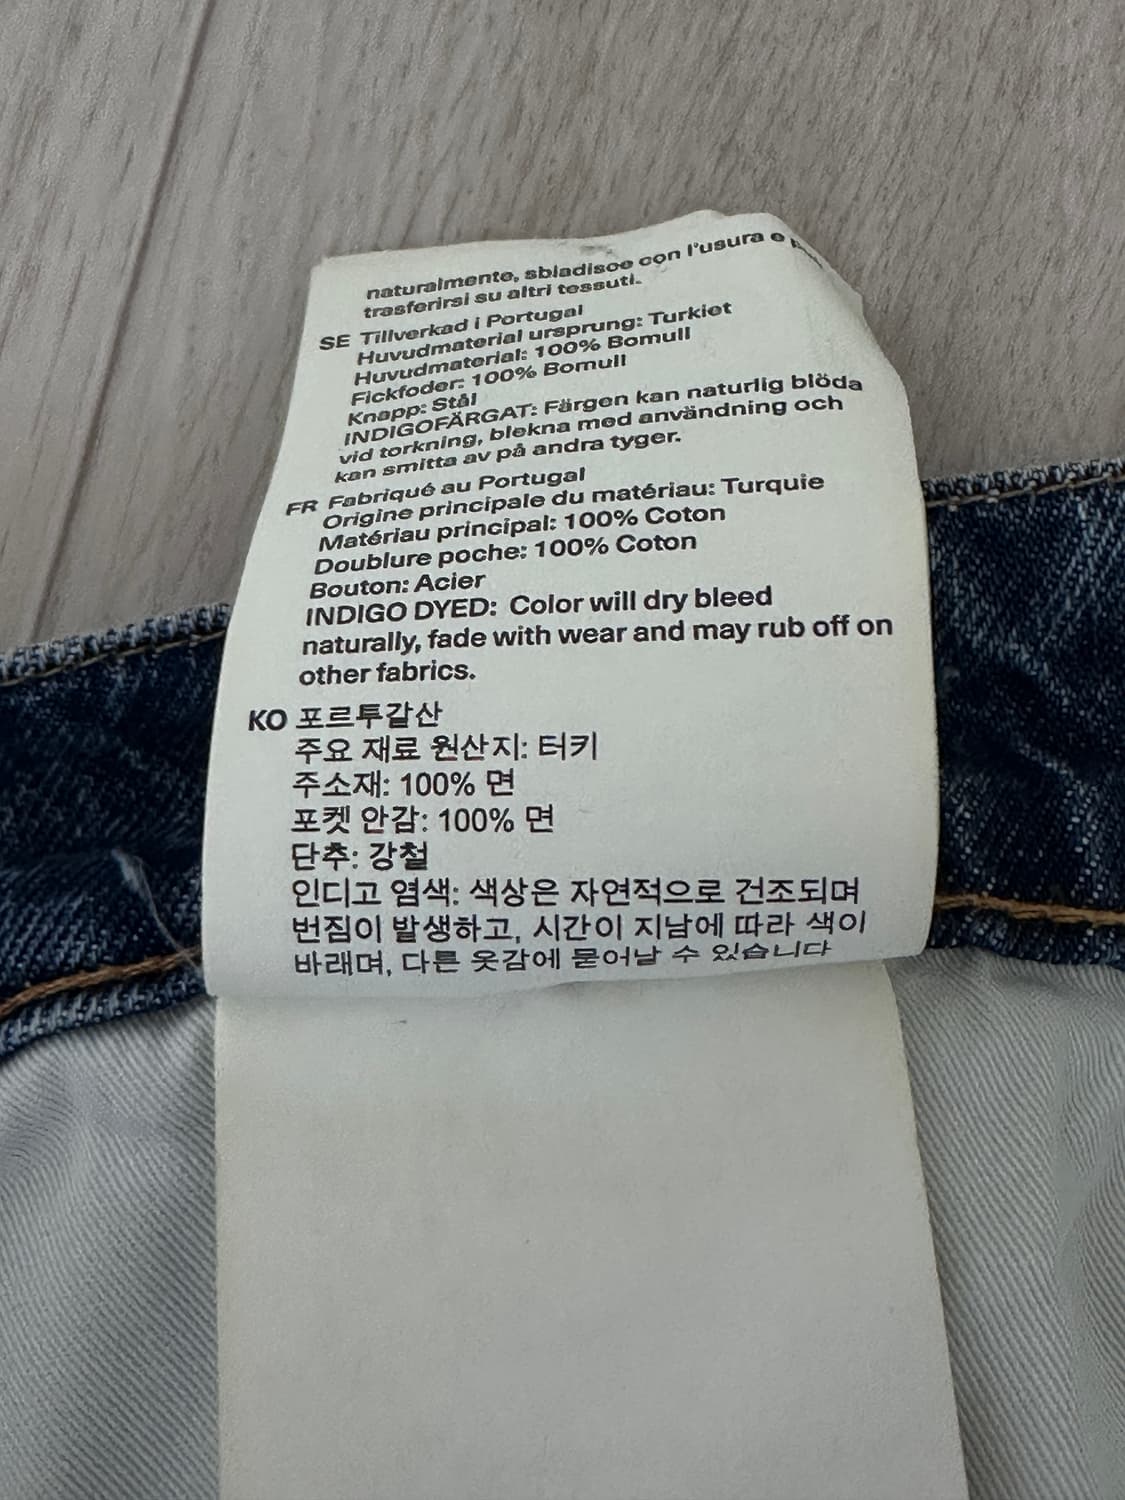 naturalmente, sbiadisce con l'usura e
trasferirsi su altri tessuti.
SE Tillverkad i Portugal
Huvudmaterial ursprung: Turkiet
Huvudmaterial: 100% Bomull
Fickfoder: 100% Bomull
Knapp: Stål
INDIGOFÄRGAT: Färgen kan naturlig blöda
vid torkning, blekna med användning och
kan smitta av på andra tyger.
FR Fabriqué au Portugal
Origine principale du matériau: Turquie
Matériau principal: 100% Coton
Doublure poche: 100% Coton
Bouton: Acier
INDIGO DYED: Color will dry bleed
naturally, fade with wear and may rub off on
other fabrics.
KO 포르투갈산
주요 재료 원산지: 터키
주소재: 100% 면
포켓 안감: 100% 면
단추: 강철
인디고 염색: 색상은 자연적으로 건조되며
번짐이 발생하고, 시간이 지남에 따라 색이
바래며, 다른 옷감에 묻어날 수 있습니다